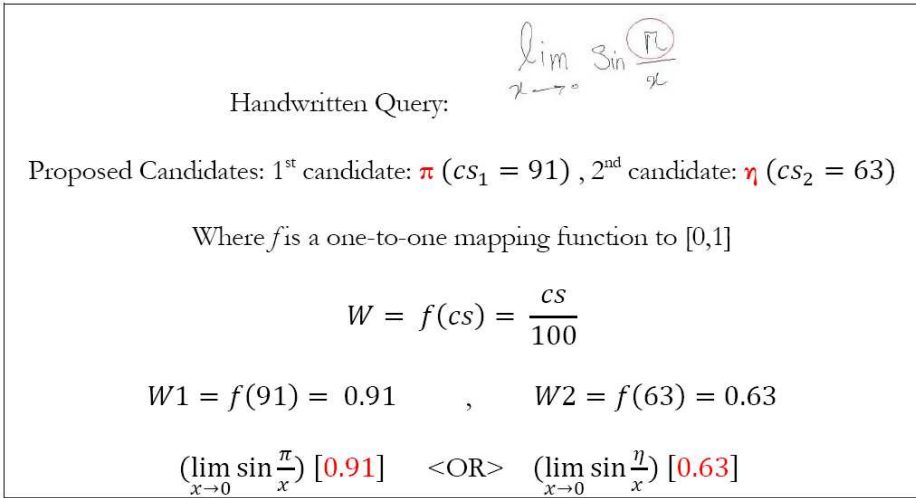 Handwritten Query: lim x→0 sin π/x
Proposed Candidates: 1st candidate: π (cs₁ = 91) , 2nd candidate: η (cs₂ = 63)
Where f is a one-to-one mapping function to [0,1]
W = f(cs) = cs/100
W1 = f(91) = 0.91 , W2 = f(63) = 0.63
(lim x→0 sin π/x) [0.91] <OR> (lim x→0 sin η/x) [0.63]